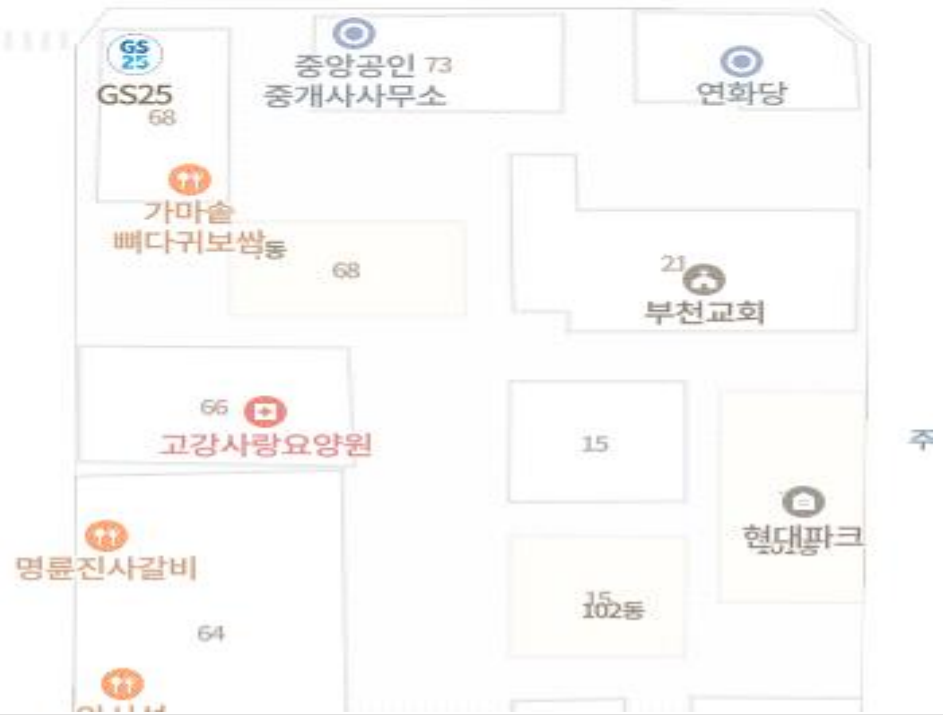 GS
25
GS25
68
중앙공인 73
중개사사무소
연화당
가마솥
뼈다귀보쌈
동
68
21
부천교회
66
고강사랑요양원
15
현대파크
명륜진사갈비
15
102동
64
주